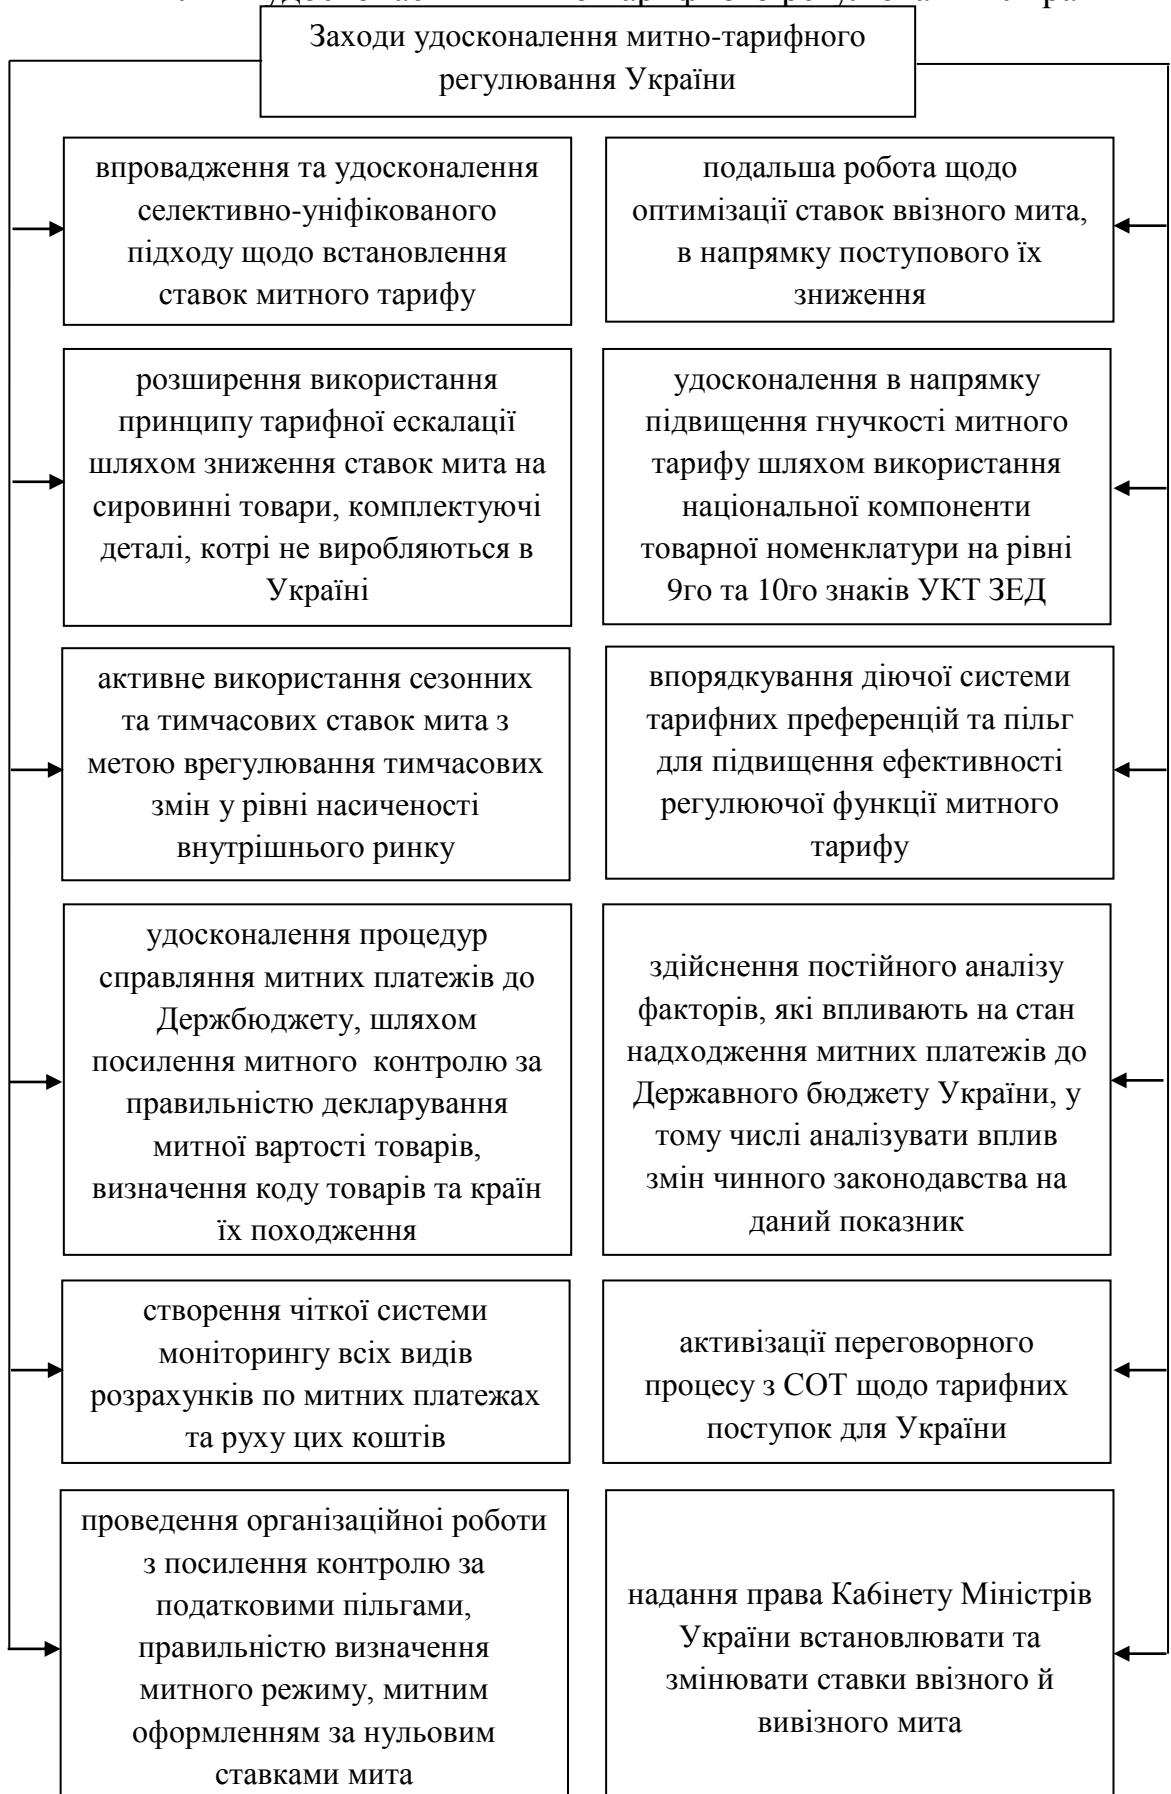 Заходи удосконалення митно-тарифного
регулювання України
впровадження та удосконалення
селективно-уніфікованого
підходу щодо встановлення
ставок митного тарифу
подальша робота щодо
оптимізації ставок ввізного мита,
в напрямку поступового їх
зниження
розширення використання
принципу тарифної ескалації
шляхом зниження ставок мита на
сировинні товари, комплектуючі
деталі, котрі не виробляються в
Україні
удосконалення в напрямку
підвищення гнучкості митного
тарифу шляхом використання
національної компоненти
товарної номенклатури на рівні
9го та 10го знаків УКТ ЗЕД
активне використання сезонних
та тимчасових ставок мита з
метою врегулювання тимчасових
змін у рівні насиченості
внутрішнього ринку
впорядкування діючої системи
тарифних преференцій та пільг
для підвищення ефективності
регулюючої функції митного
тарифу
удосконалення процедур
справляння митних платежів до
Держбюджету, шляхом
посилення митного  контролю за
правильністю декларування
митної вартості товарів,
визначення коду товарів та країн
їх походження
здійснення постійного аналізу
факторів, які впливають на стан
надходження митних платежів до
Державного бюджету України, у
тому числі аналізувати вплив
змін чинного законодавства на
даний показник
створення чіткої системи
моніторингу всіх видів
розрахунків по митних платежах
та руху цих коштів
активізації переговорного
процесу з СОТ щодо тарифних
поступок для України
проведення організаційноі роботи
з посилення контролю за
податковими пільгами,
правильністю визначення
митного режиму, митним
оформленням за нульовим
ставками мита
надання права Ка6інету Міністрів
України встановлювати та
змінювати ставки ввізного й
вивізного мита